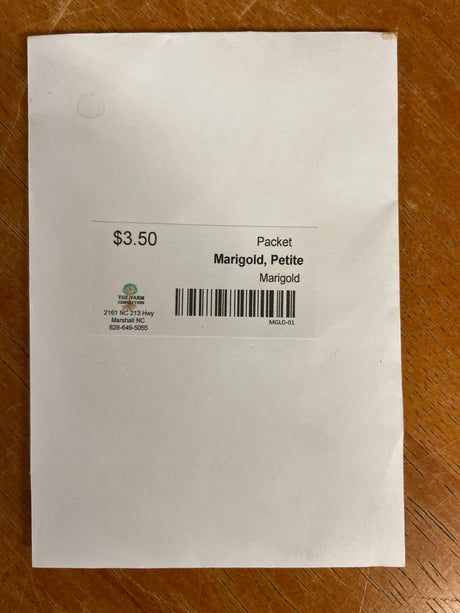 $3.50
Packet
Marigold, Petite
Marigold
THE FARM
CONNECTION
2161 NC 213 Hwy
Marshall NC
828-649-5055
MGLD-01